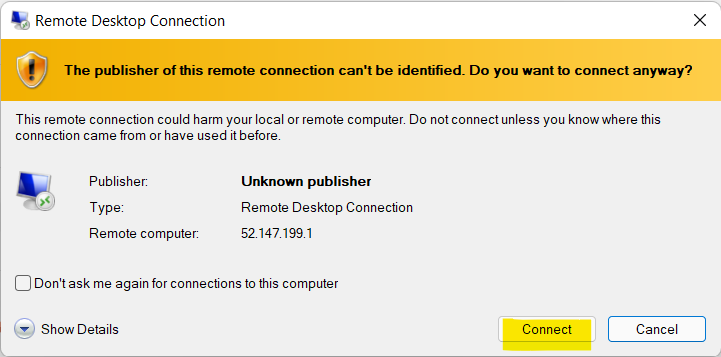 Remote Desktop Connection
The publisher of this remote connection can't be identified. Do you want to connect anyway?
This remote connection could harm your local or remote computer. Do not connect unless you know where this
connection came from or have used it before.
Publisher: Unknown publisher
Type: Remote Desktop Connection
Remote computer: 52.147.199.1
Don't ask me again for connections to this computer
Show Details Connect Cancel